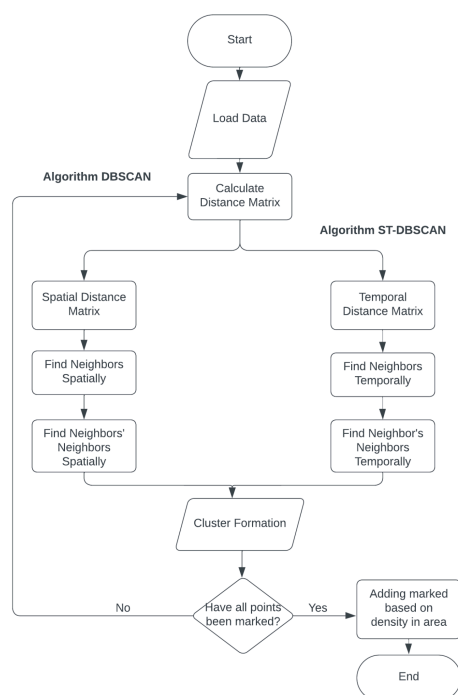 Start
Load Data
Algorithm DBSCAN
Calculate
Distance Matrix
Algorithm ST-DBSCAN
Spatial Distance
Matrix
Temporal
Distance Matrix
Find Neighbors
Spatially
Find Neighbors
Temporally
Find Neighbors'
Neighbors
Spatially
Find Neighbor's
Neighbors
Temporally
Cluster Formation
No
Have all points
been marked?
Yes
Adding marked
based on
density in area
End